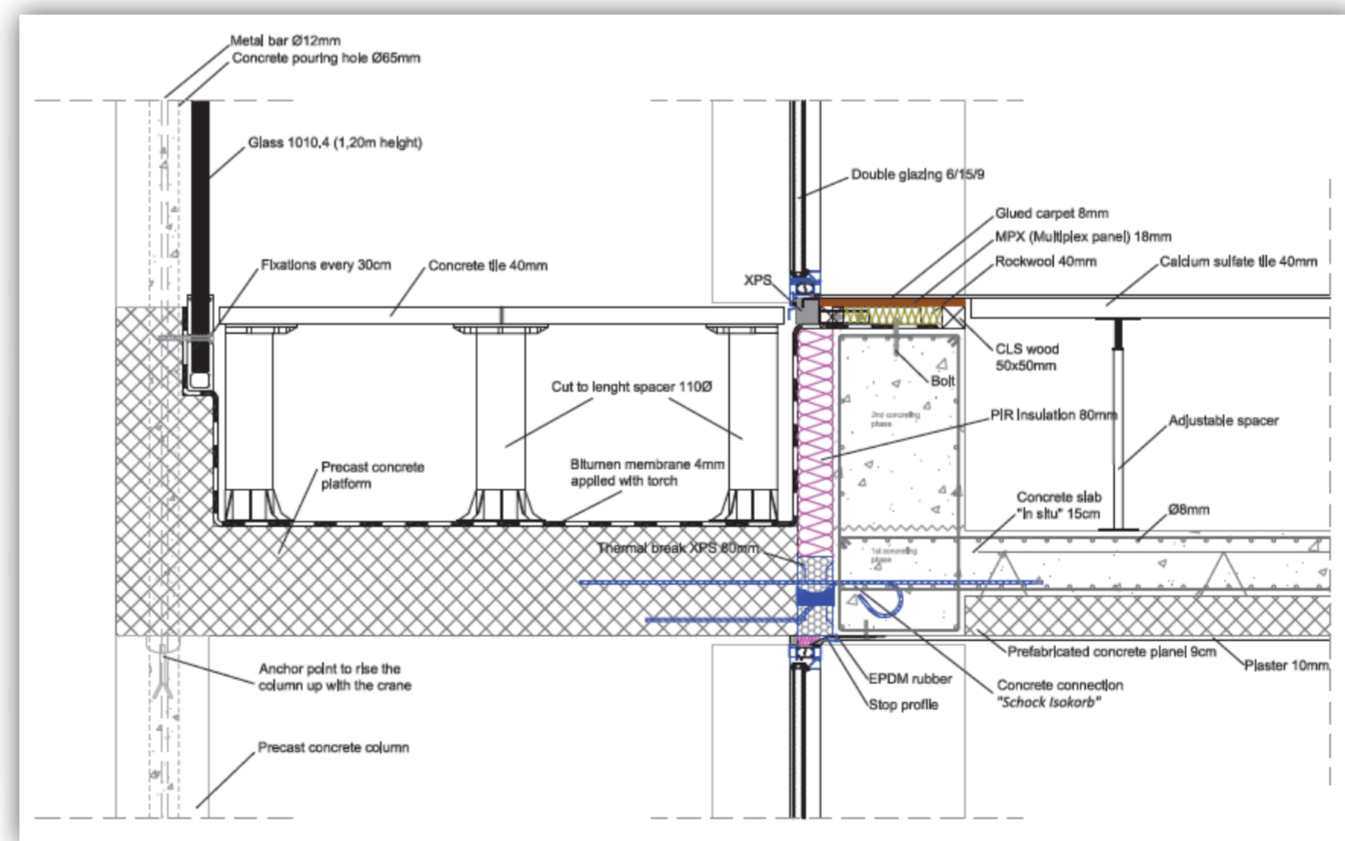 Metal bar Ø12mm
Concrete pouring hole Ø65mm
Glass 1010.4 (1,20m height)
Double glazing 6/15/9
Glued carpet 8mm
MPX (Multiplex panel) 18mm
Rockwool 40mm
Calcium sulfate tile 40mm
XPS
Fixations every 30cm
Concrete tile 40mm
CLS wood
50x50mm
Bolt
Cut to lenght spacer 110Ø
2nd concreting
phase
PIR insulation 80mm
Adjustable spacer
Precast concrete
platform
Bitumen membrane 4mm
applied with torch
Concrete slab
"in situ" 15cm
Ø8mm
Thermal break XPS 80mm
1st concreting
phase
Prefabricated concrete planel 9cm
Plaster 10mm
Anchor point to rise the
column up with the crane
EPDM rubber
Stop profile
Concrete connection
"Schock Isokorb"
Precast concrete column